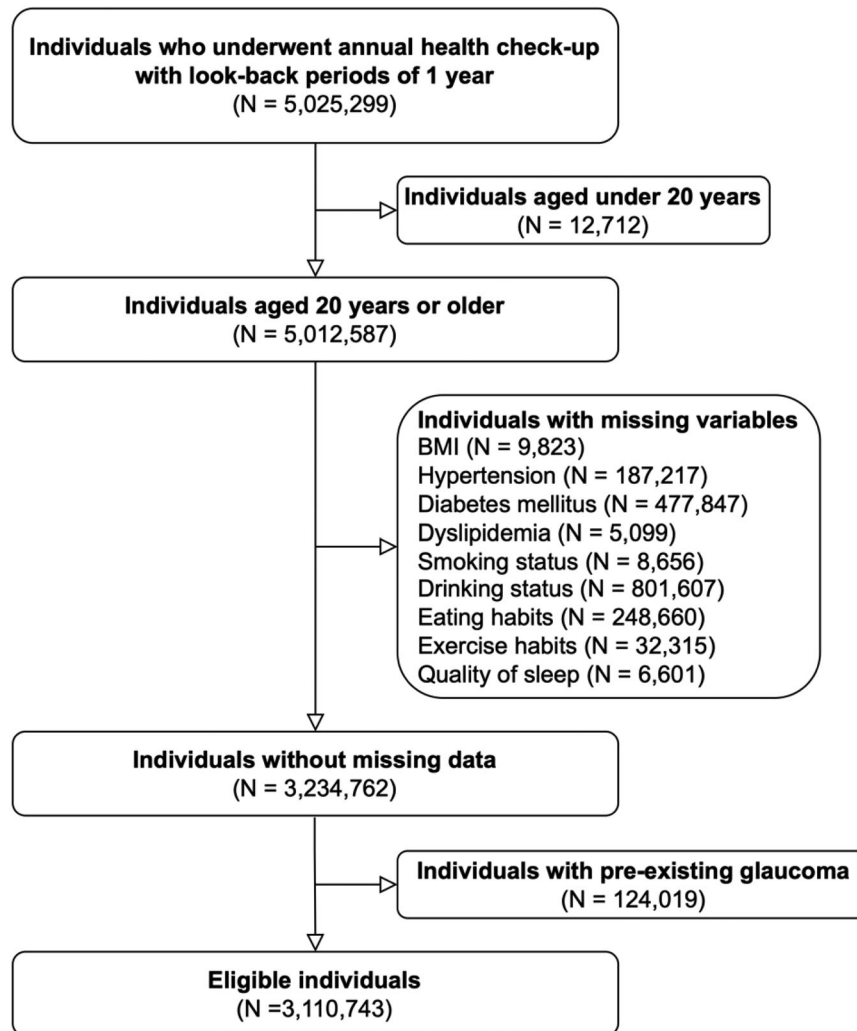 Individuals who underwent annual health check-up
with look-back periods of 1 year
(N = 5,025,299)
Individuals aged under 20 years
(N = 12,712)
Individuals aged 20 years or older
(N = 5,012,587)
Individuals with missing variables
BMI (N = 9,823)
Hypertension (N = 187,217)
Diabetes mellitus (N = 477,847)
Dyslipidemia (N = 5,099)
Smoking status (N = 8,656)
Drinking status (N = 801,607)
Eating habits (N = 248,660)
Exercise habits (N = 32,315)
Quality of sleep (N = 6,601)
Individuals without missing data
(N = 3,234,762)
Individuals with pre-existing glaucoma
(N = 124,019)
Eligible individuals
(N =3,110,743)